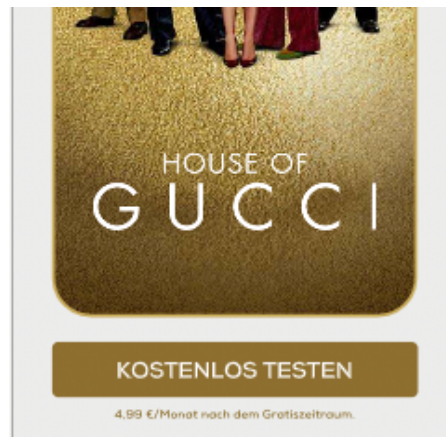 HOUSE OF
GUCCI
KOSTENLOS TESTEN
4,99 €/Monat nach dem Gratiszeitraum.